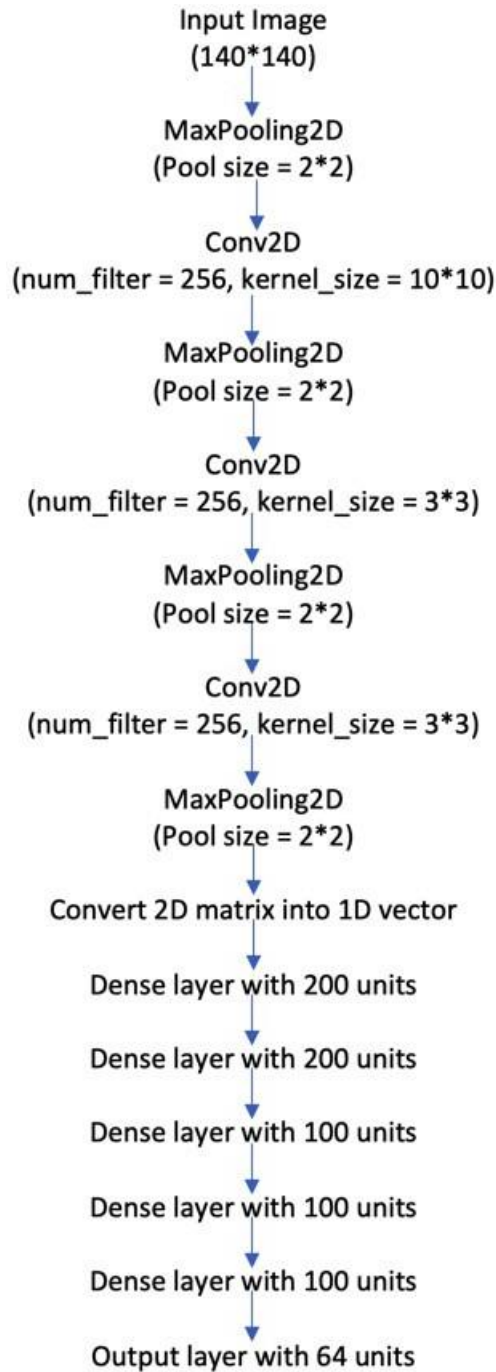 Input Image
(140*140)
MaxPooling2D
(Pool size = 2*2)
Conv2D
(num_filter = 256, kernel_size = 10*10)
MaxPooling2D
(Pool size = 2*2)
Conv2D
(num_filter = 256, kernel_size = 3*3)
MaxPooling2D
(Pool size = 2*2)
Conv2D
(num_filter = 256, kernel_size = 3*3)
MaxPooling2D
(Pool size = 2*2)
Convert 2D matrix into 1D vector
Dense layer with 200 units
Dense layer with 200 units
Dense layer with 100 units
Dense layer with 100 units
Dense layer with 100 units
Output layer with 64 units